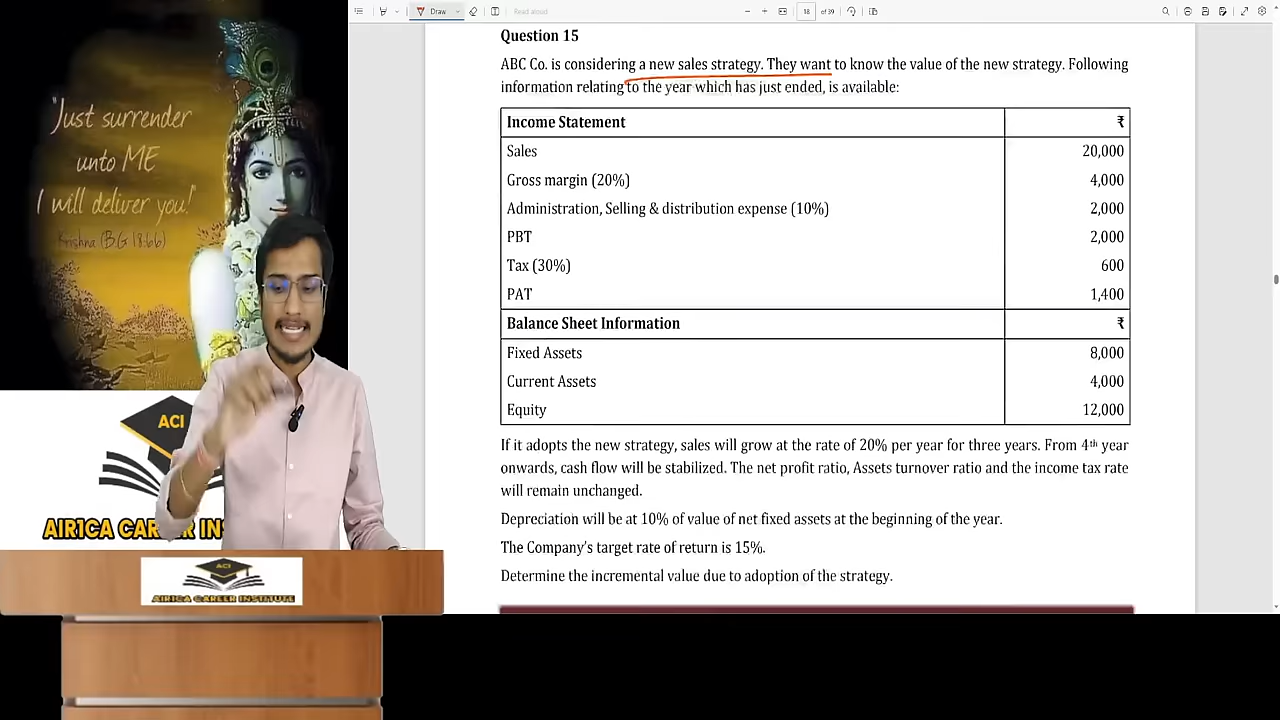 Draw
Read aloud
18
of 39
"Just surrender
unto ME
I will deliver you!"
Krishna (BG 18:66)
ACI
AIR1CA CAREER INS
ACI
AIR1CA CAREER INSTITUTE
Question 15
ABC Co. is considering a new sales strategy. They want to know the value of the new strategy. Following
information relating to the year which has just ended, is available:
Income Statement ₹
Sales 20,000
Gross margin (20%) 4,000
Administration, Selling & distribution expense (10%) 2,000
PBT 2,000
Tax (30%) 600
PAT 1,400
Balance Sheet Information ₹
Fixed Assets 8,000
Current Assets 4,000
Equity 12,000
If it adopts the new strategy, sales will grow at the rate of 20% per year for three years. From 4th year
onwards, cash flow will be stabilized. The net profit ratio, Assets turnover ratio and the income tax rate
will remain unchanged.
Depreciation will be at 10% of value of net fixed assets at the beginning of the year.
The Company's target rate of return is 15%.
Determine the incremental value due to adoption of the strategy.